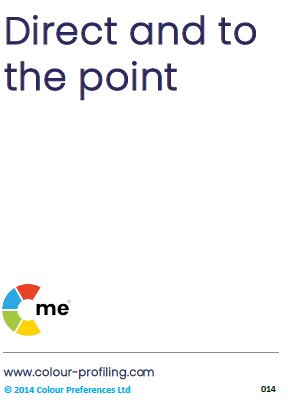 Direct and to
the point
me
www.colour-profiling.com
© 2014 Colour Preferences Ltd
014